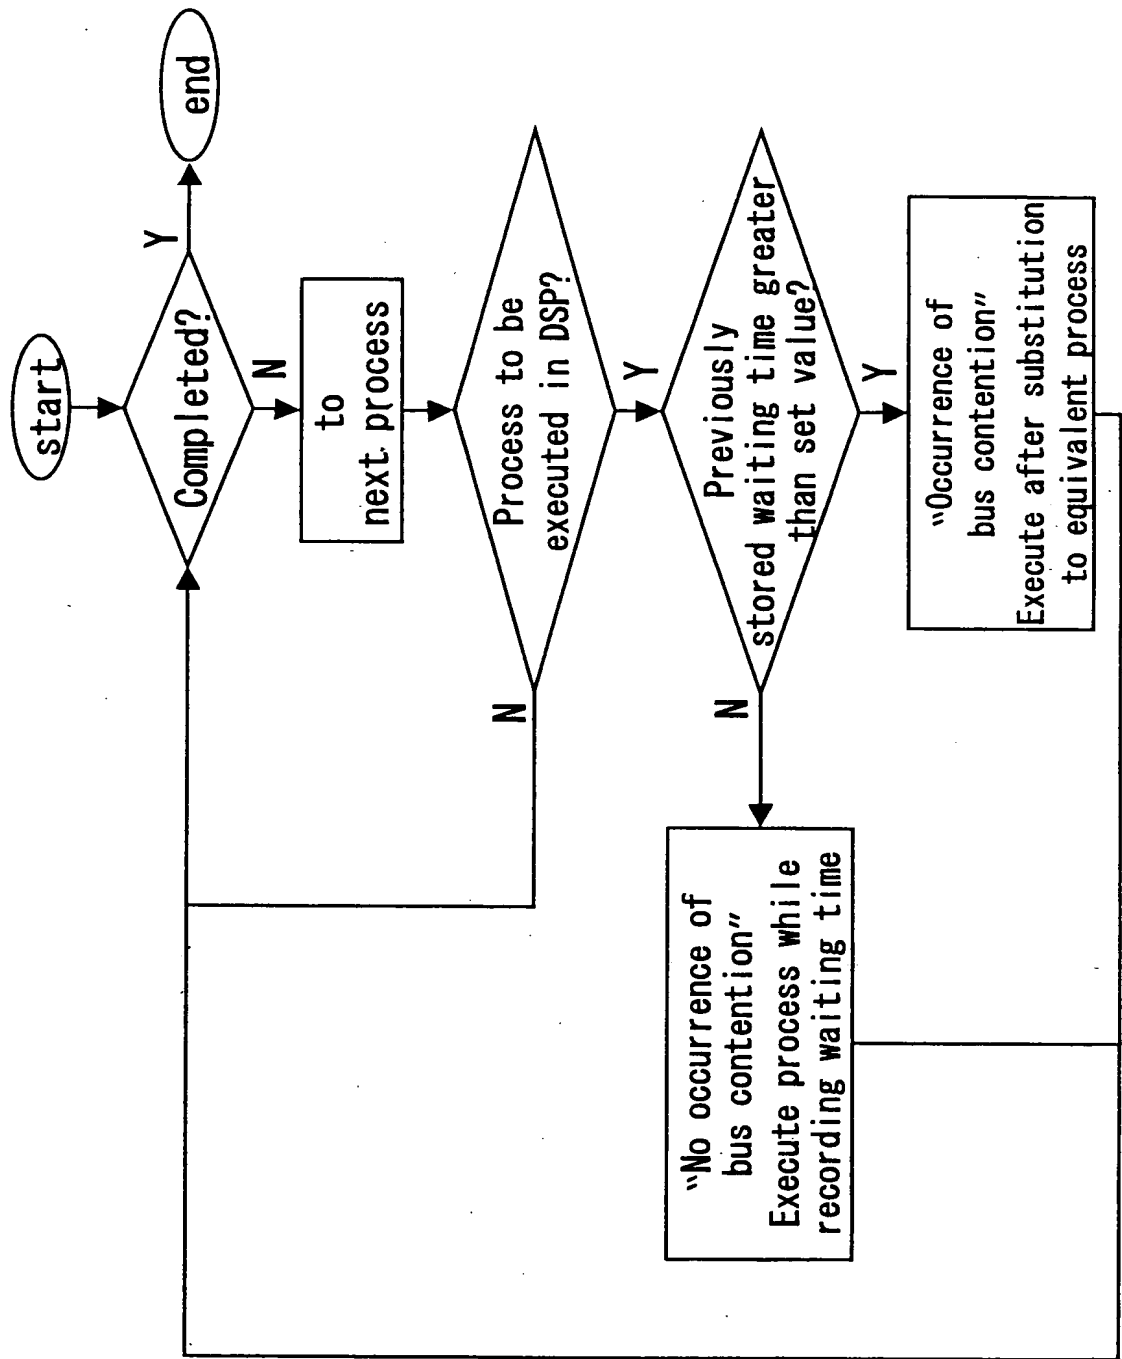 start
Completed?
Y
end
N
to
next process
Process to be
executed in DSP?
N
Y
Previously
stored waiting time greater
than set value?
N
Y
"No occurrence of
bus contention"
Execute process while
recording waiting time
"Occurrence of
bus contention"
Execute after substitution
to equivalent process